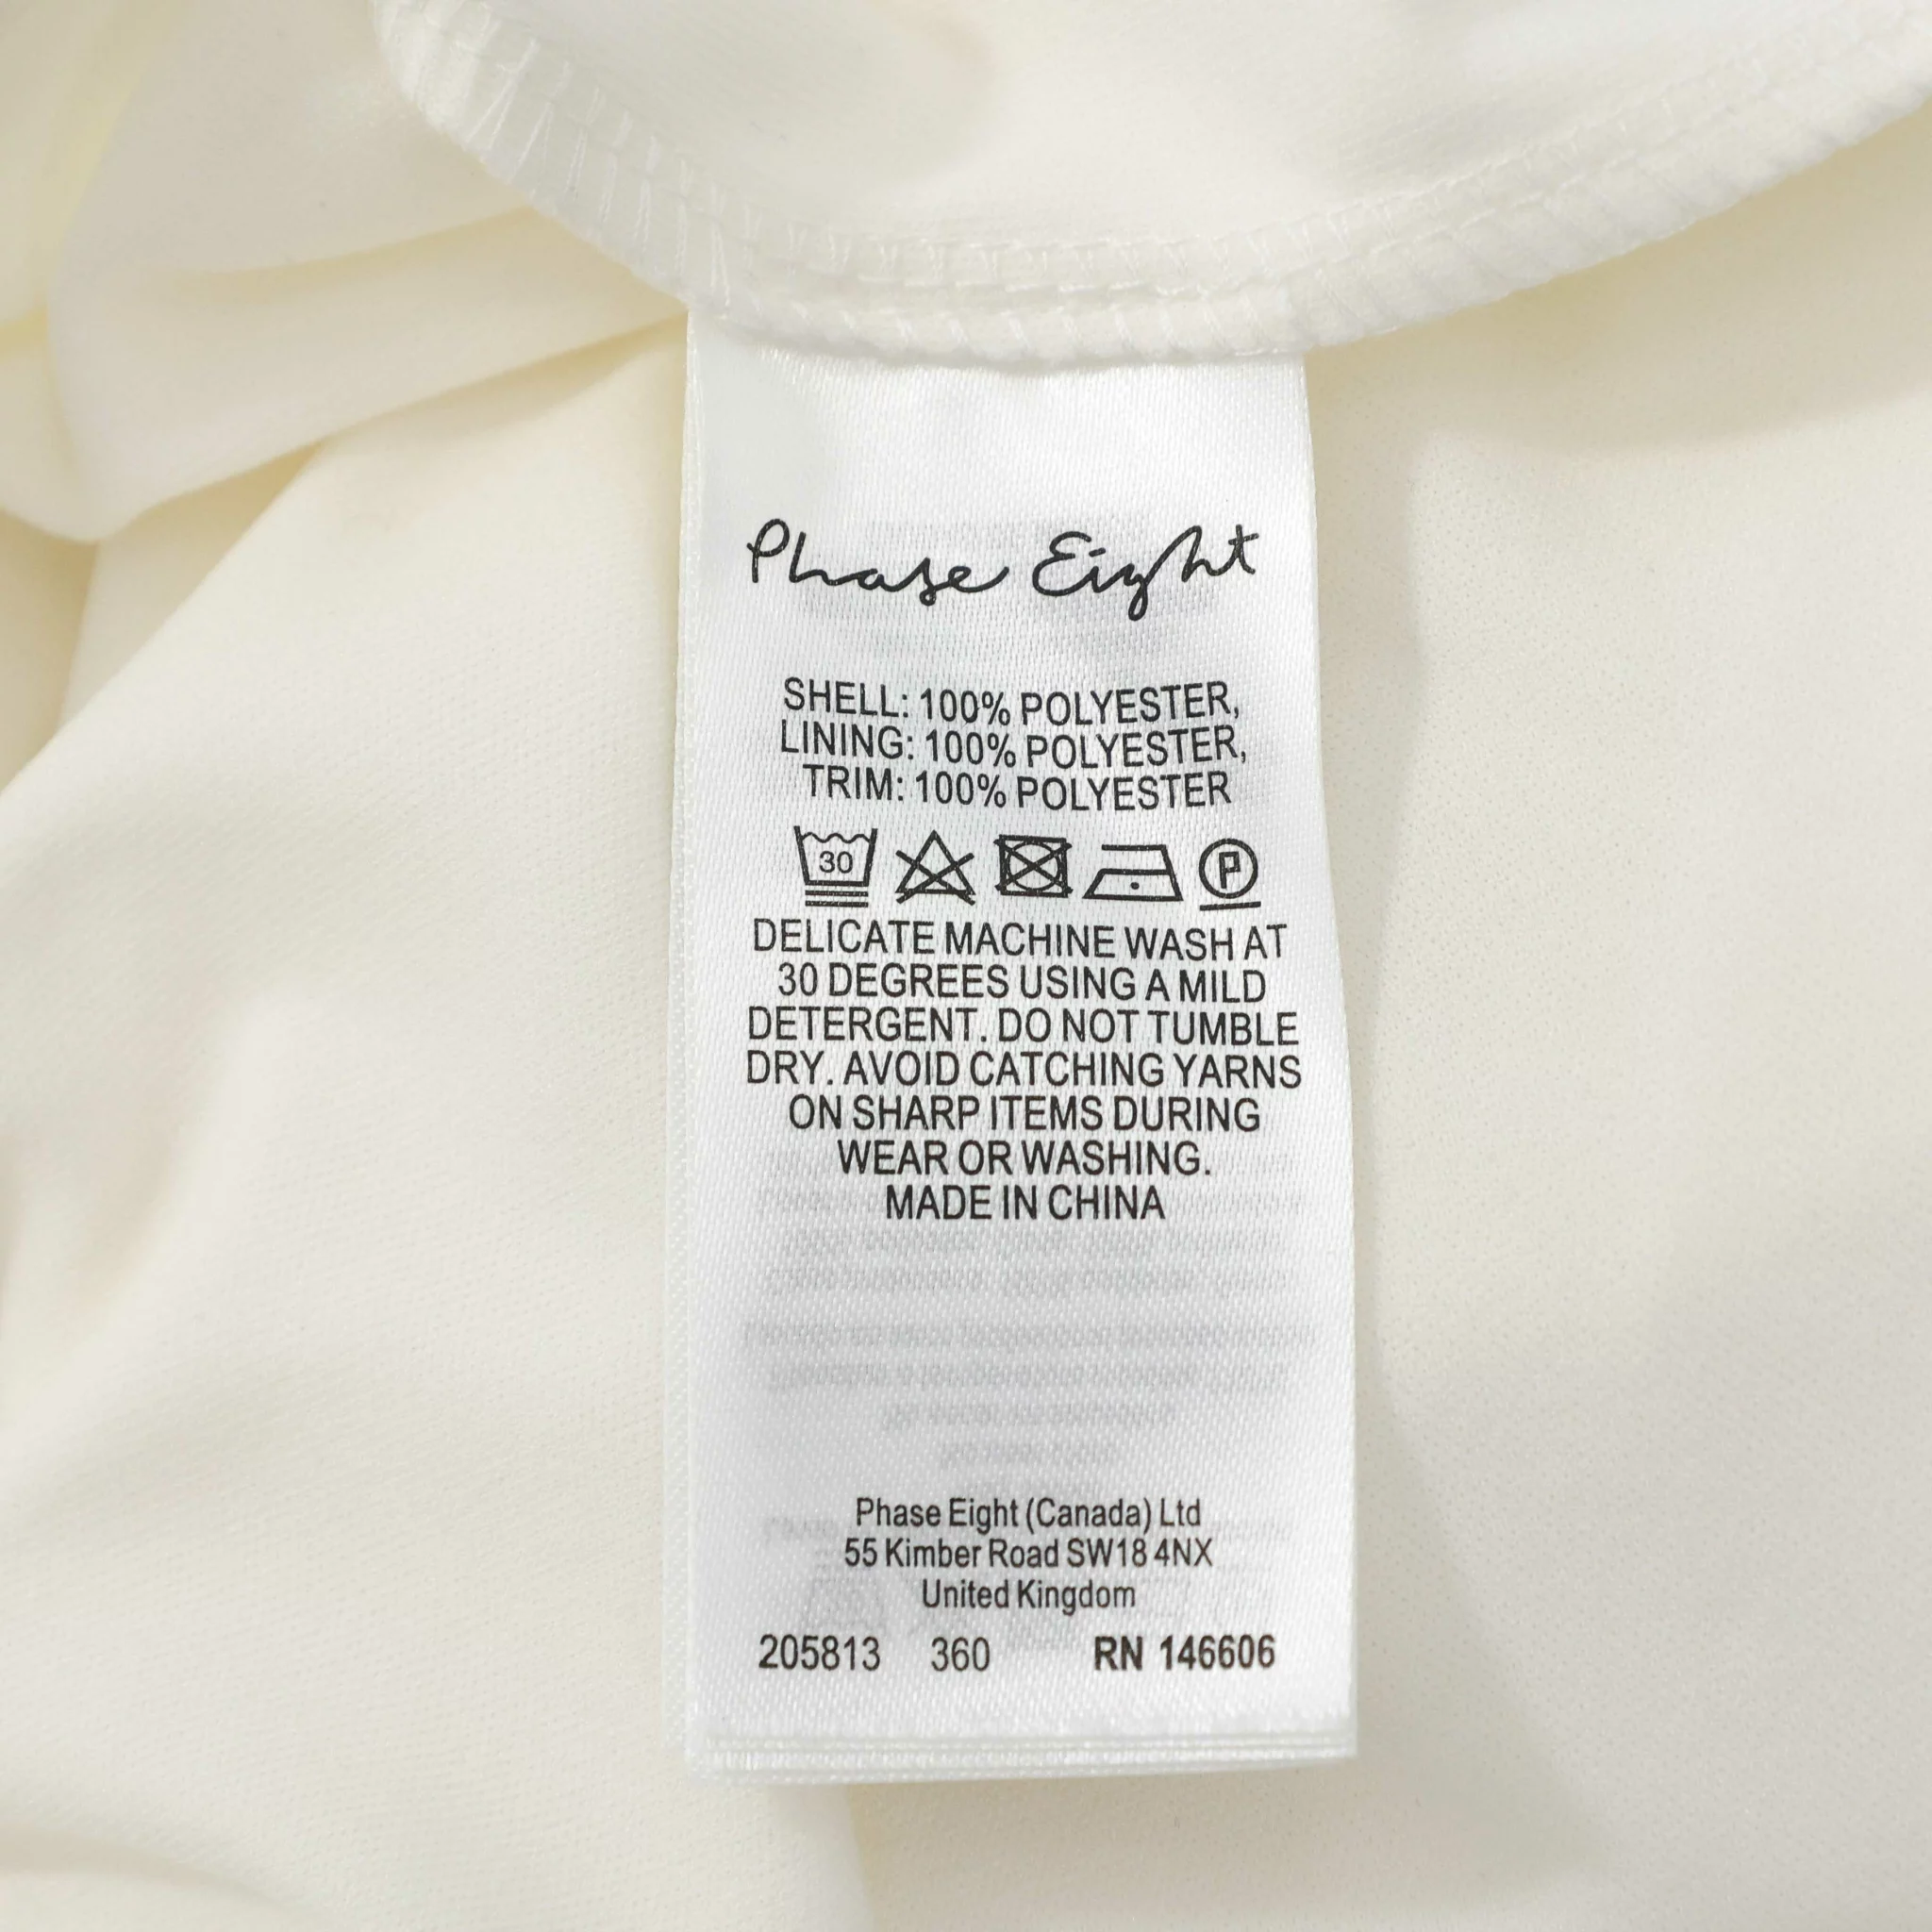 Phase Eight
SHELL: 100% POLYESTER,
LINING: 100% POLYESTER,
TRIM: 100% POLYESTER
30 P
DELICATE MACHINE WASH AT
30 DEGREES USING A MILD
DETERGENT. DO NOT TUMBLE
DRY. AVOID CATCHING YARNS
ON SHARP ITEMS DURING
WEAR OR WASHING.
MADE IN CHINA
Phase Eight (Canada) Ltd
55 Kimber Road SW18 4NX
United Kingdom
205813 360 RN 146606